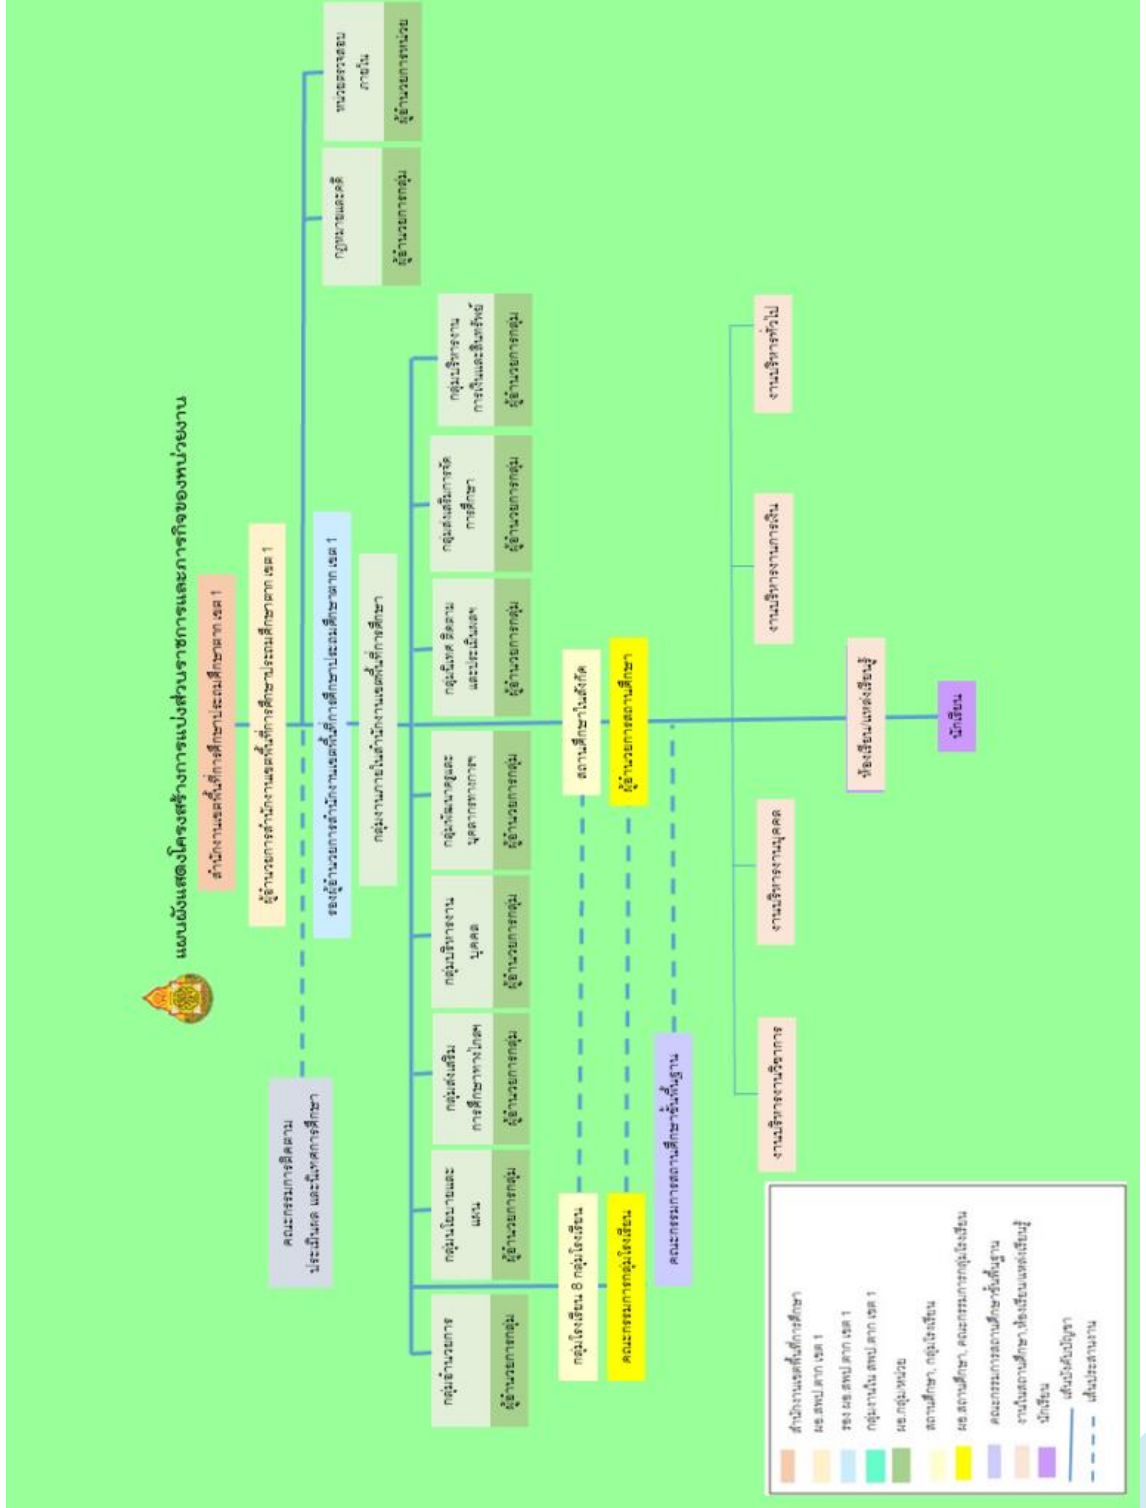 แผนผังแสดงโครงสร้างการแบ่งส่วนราชการและภารกิจของหน่วยงาน
สำนักงานเขตพื้นที่การศึกษาประถมศึกษาตาก เขต 1
ผู้อำนวยการสำนักงานเขตพื้นที่การศึกษาประถมศึกษาตาก เขต 1
คณะกรรมการติดตาม
ประเมินผล และนิเทศการศึกษา
รองผู้อำนวยการสำนักงานเขตพื้นที่การศึกษาประถมศึกษาตาก เขต 1
กฎหมายและคดี
ผู้อำนวยการกลุ่ม
หน่วยตรวจสอบ
ภายใน
ผู้อำนวยการหน่วย
กลุ่มงานภายในสำนักงานเขตพื้นที่การศึกษา
กลุ่มอำนวยการ
ผู้อำนวยการกลุ่ม
กลุ่มนโยบายและ
แผน
ผู้อำนวยการกลุ่ม
กลุ่มส่งเสริม
การศึกษาทางไกลฯ
ผู้อำนวยการกลุ่ม
กลุ่มบริหารงาน
บุคคล
ผู้อำนวยการกลุ่ม
กลุ่มพัฒนาครูและ
บุคลากรทางการฯ
ผู้อำนวยการกลุ่ม
กลุ่มนิเทศ ติดตาม
และประเมินผลฯ
ผู้อำนวยการกลุ่ม
กลุ่มส่งเสริมการจัด
การศึกษา
ผู้อำนวยการกลุ่ม
กลุ่มบริหารงาน
การเงินและสินทรัพย์
ผู้อำนวยการกลุ่ม
กลุ่มโรงเรียน 8 กลุ่มโรงเรียน
สถานศึกษาในสังกัด
คณะกรรมการกลุ่มโรงเรียน
ผู้อำนวยการสถานศึกษา
คณะกรรมการสถานศึกษาขั้นพื้นฐาน
งานบริหารงานวิชาการ
งานบริหารงานบุคคล
งานบริหารงานการเงิน
งานบริหารทั่วไป
ห้องเรียน/แหล่งเรียนรู้
นักเรียน
สำนักงานเขตพื้นที่การศึกษา
ผอ.สพป.ตาก เขต 1
รอง ผอ.สพป.ตาก เขต 1
กลุ่มงานใน สพป.ตาก เขต 1
ผอ.กลุ่ม/หน่วย
สถานศึกษา, กลุ่มโรงเรียน
ผอ.สถานศึกษา, คณะกรรมการกลุ่มโรงเรียน
คณะกรรมการสถานศึกษาขั้นพื้นฐาน
งานในสถานศึกษา,ห้องเรียน/แหล่งเรียนรู้
นักเรียน
เส้นบังคับบัญชา
เส้นประสานงาน